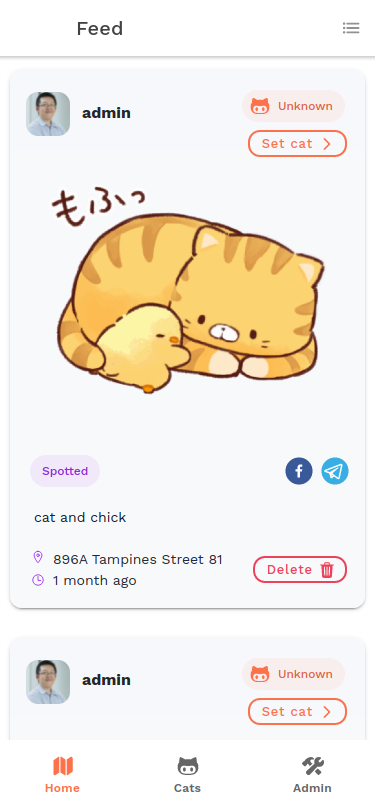 Feed
admin
Unknown
Set cat
もふっ
Spotted
cat and chick
896A Tampines Street 81
1 month ago
Delete
admin
Unknown
Set cat
Home
Cats
Admin